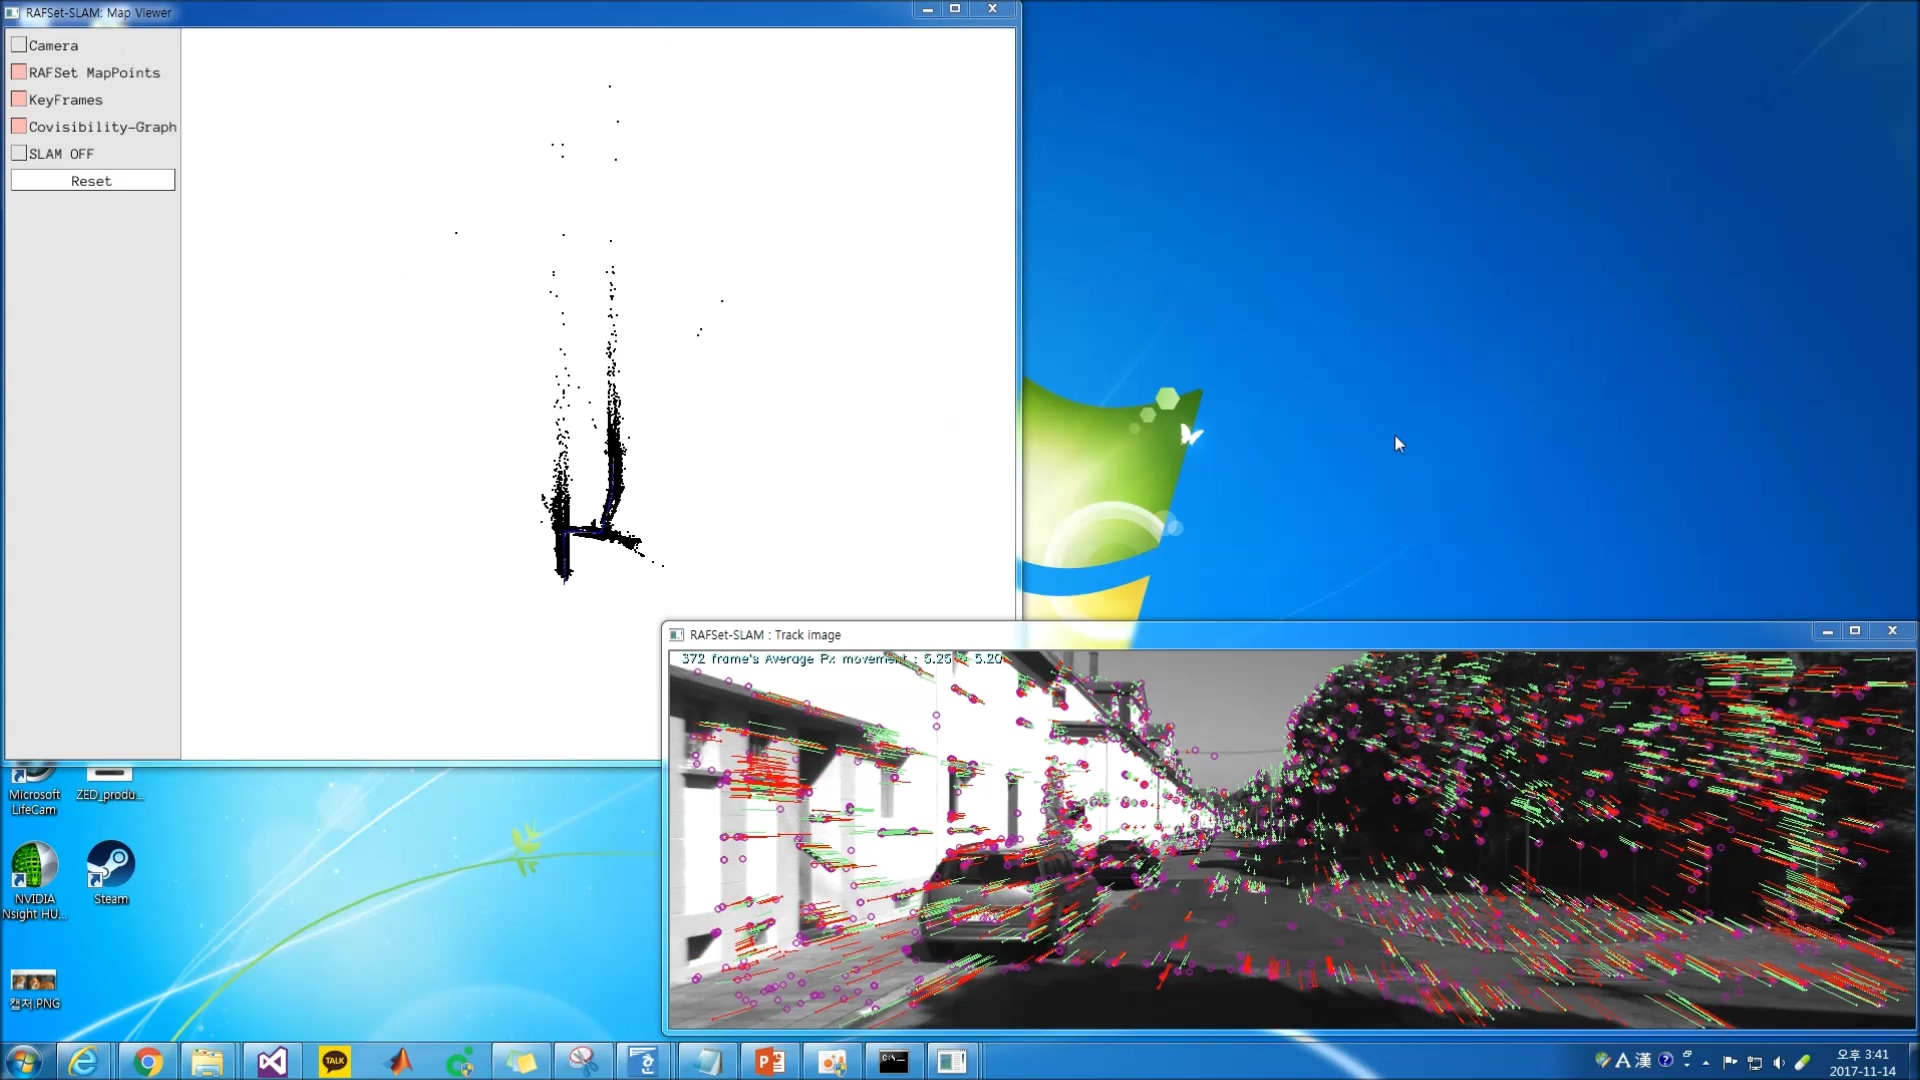 RAFSet-SLAM: Map Viewer
Camera
RAFSet MapPoints
KeyFrames
Covisibility-Graph
SLAM OFF
Reset
RAFSet-SLAM : Track image
372 frame's Average Px movement : 5.25 5.20
Microsoft LifeCam
ZED_produ...
NVIDIA Nsight HU...
Steam
캡처.PNG
TALK
C:\_
A 漢
오후 3:41
2017-11-14